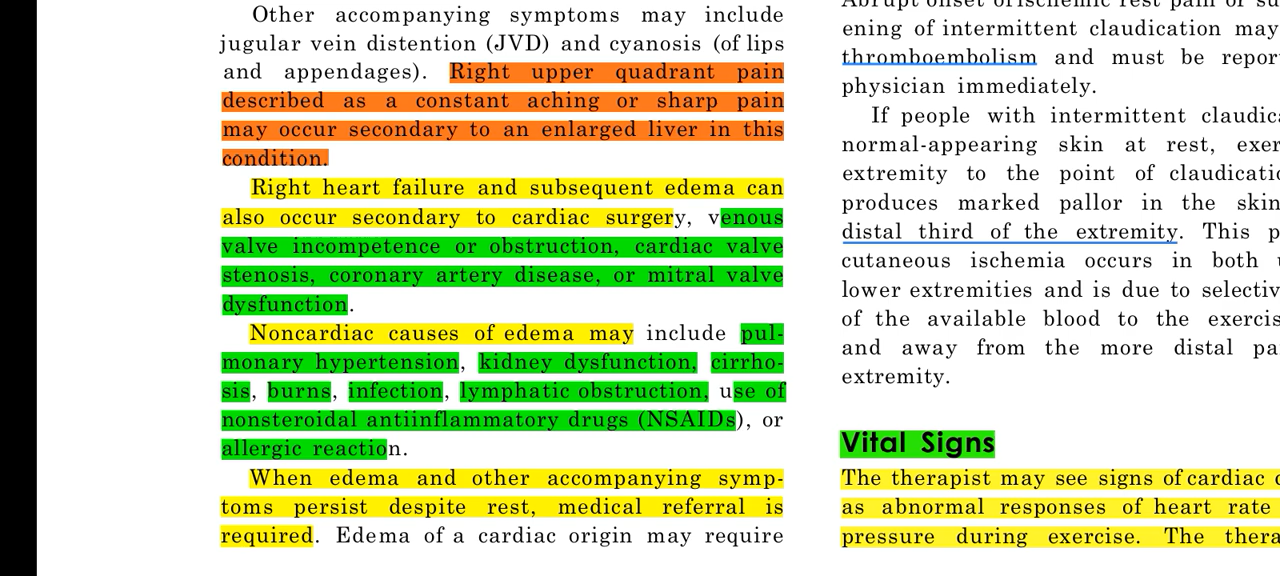 Other accompanying symptoms may include
jugular vein distention (JVD) and cyanosis (of lips
and appendages). Right upper quadrant pain
described as a constant aching or sharp pain
may occur secondary to an enlarged liver in this
condition.
Right heart failure and subsequent edema can
also occur secondary to cardiac surgery, venous
valve incompetence or obstruction, cardiac valve
stenosis, coronary artery disease, or mitral valve
dysfunction.
Noncardiac causes of edema may include pul-
monary hypertension, kidney dysfunction, cirrho-
sis, burns, infection, lymphatic obstruction, use of
nonsteroidal antiinflammatory drugs (NSAIDs), or
allergic reaction.
When edema and other accompanying symp-
toms persist despite rest, medical referral is
required. Edema of a cardiac origin may require
Abrupt onset of ischemic rest pain or
ening of intermittent claudication may
thromboembolism and must be
physician immediately.
If people with intermittent
normal-appearing skin at rest,
extremity to the point of
produces marked pallor in the skin
distal third of the extremity. This
cutaneous ischemia occurs in both
lower extremities and is due to
of the available blood to the
and away from the more distal
extremity.
Vital Signs
The therapist may see signs of cardiac
as abnormal responses of heart rate
pressure during exercise. The